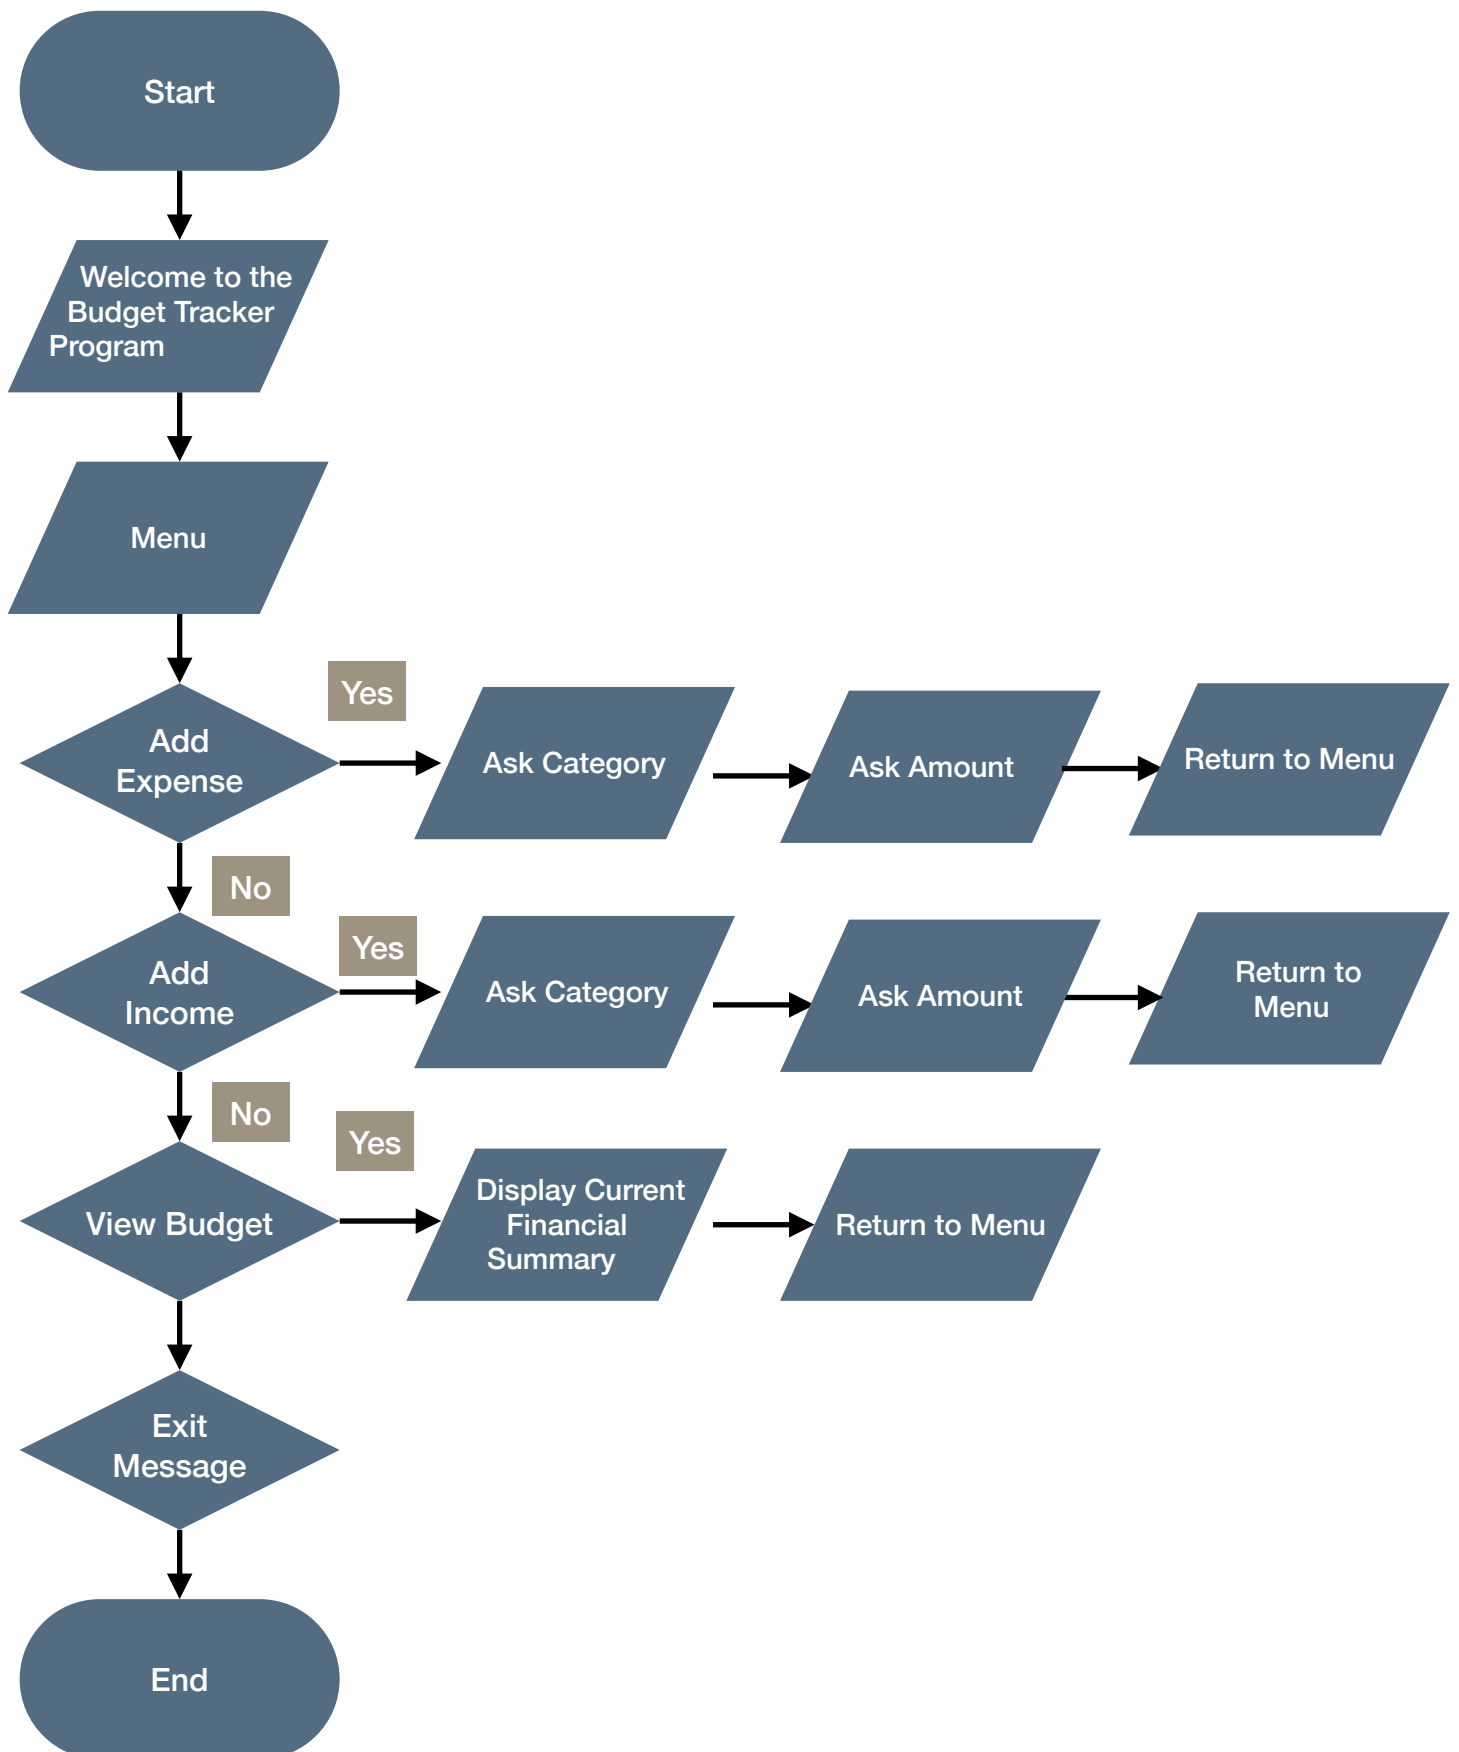 Start
Welcome to the
Budget Tracker
Program
Menu
Add
Expense
Yes
Ask Category
Ask Amount
Return to Menu
No
Add
Income
Yes
Ask Category
Ask Amount
Return to
Menu
No
View Budget
Yes
Display Current
Financial
Summary
Return to Menu
Exit
Message
End